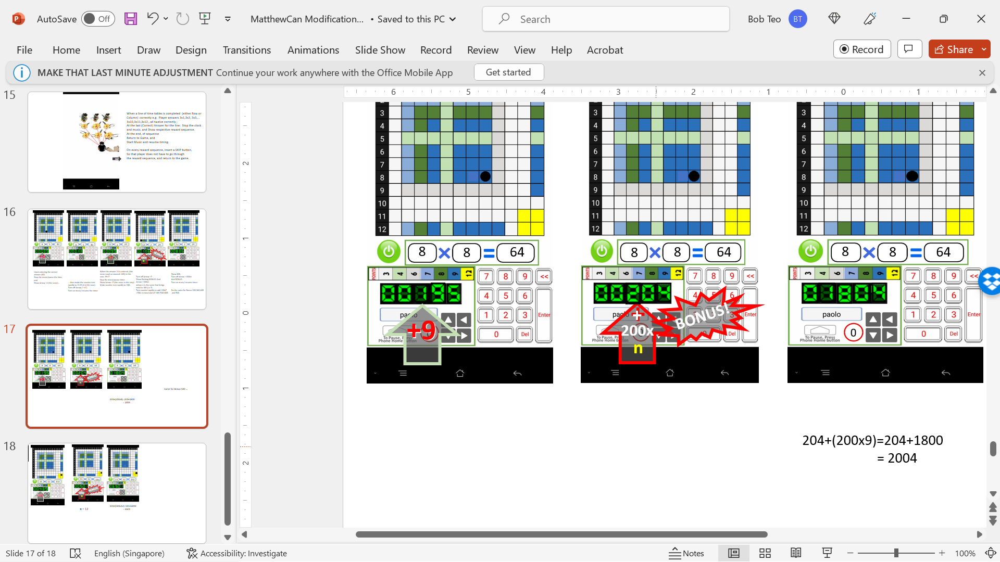 AutoSave Off
MatthewCan Modification... • Saved to this PC
Search
Bob Teo BT
File Home Insert Draw Design Transitions Animations Slide Show Record Review View Help Acrobat
Record
Share
MAKE THAT LAST MINUTE ADJUSTMENT Continue your work anywhere with the Office Mobile App
Get started
15
When a line of time tables is completed (either Row or
Column) correctly e.g. Player answers 3x1,3x2, 3x3,...
3x10,3x11,3x12., all twelve correctly ;
At the last (Correct) Answer for the line: Stop the clock
and music, and Show respective reward sequence.
At the end, of sequence
Return to Game, and
Start Music and resume timing.
On every reward sequence, insert a SKIP button,
So that player does not have to go through
the reward sequence, and return to the game.
16
17
Same for Bonus 500 ...
204+(200x9)=204+1800
= 2004
18
n = 12
6 5 4 3 2 1 0 1
2
1
0
1
2
3
4
5
6
7
8
9
10
11
12
8 × 8 = 64
POINTS 3 4 6 7 8 9 12
7 8 9 <<
4 5 6
1 2 3 Enter
0 Del
+9
To Pause, Press
Phone Home button
3
4
5
6
7
8
9
10
11
12
8 × 8 = 64
POINTS 3 4 6 7 8 9 12
00204
7 8 9 <<
4 5 6
BONUS!
Enter
+
200x
n
Del
To Pause, Press
Phone Home button
3
4
5
6
7
8
9
10
11
12
8 × 8 = 64
POINTS 3 4 6 7 8 9 12
7 8 9 <<
4 5 6
paolo
1 2 3 Enter
0
0 Del
To Pause, Press
Phone Home button
204+(200x9)=204+1800
= 2004
Slide 17 of 18 English (Singapore) Accessibility: Investigate
Notes
100%